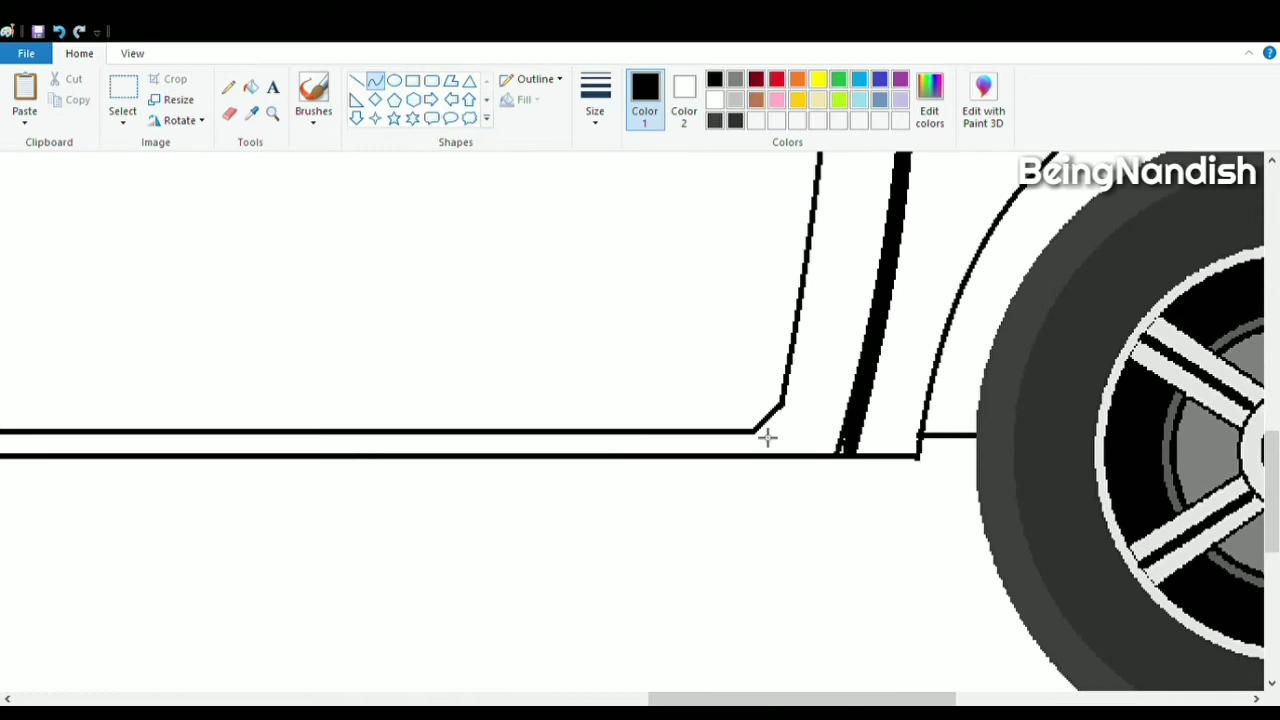 File Home View
Paste Cut Copy Clipboard
Select Crop Resize Rotate Image
Tools
Brushes
Shapes
Outline Fill
Size
Color 1 Color 2
Edit colors
Colors
Edit with Paint 3D
BeingNandish